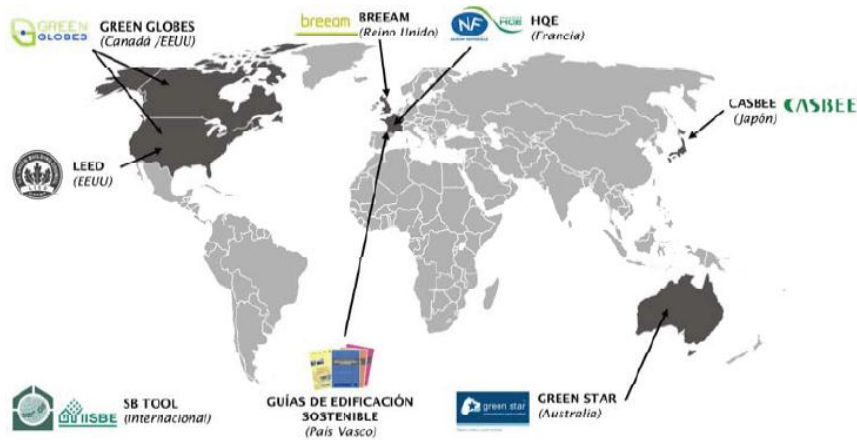 GREEN
GLOBES
GREEN GLOBES
(Canadá /EEUU)
breeam
BREEAM
(Reino Unido)
NF
HQE
HQE
(Francia)
CASBEE
(Japón)
CASBEE
LEED
(EEUU)
SB TOOL
(Internacional)
IISBE
GUÍAS DE EDIFICACIÓN
SOSTENIBLE
(País Vasco)
green star
GREEN STAR
(Australia)